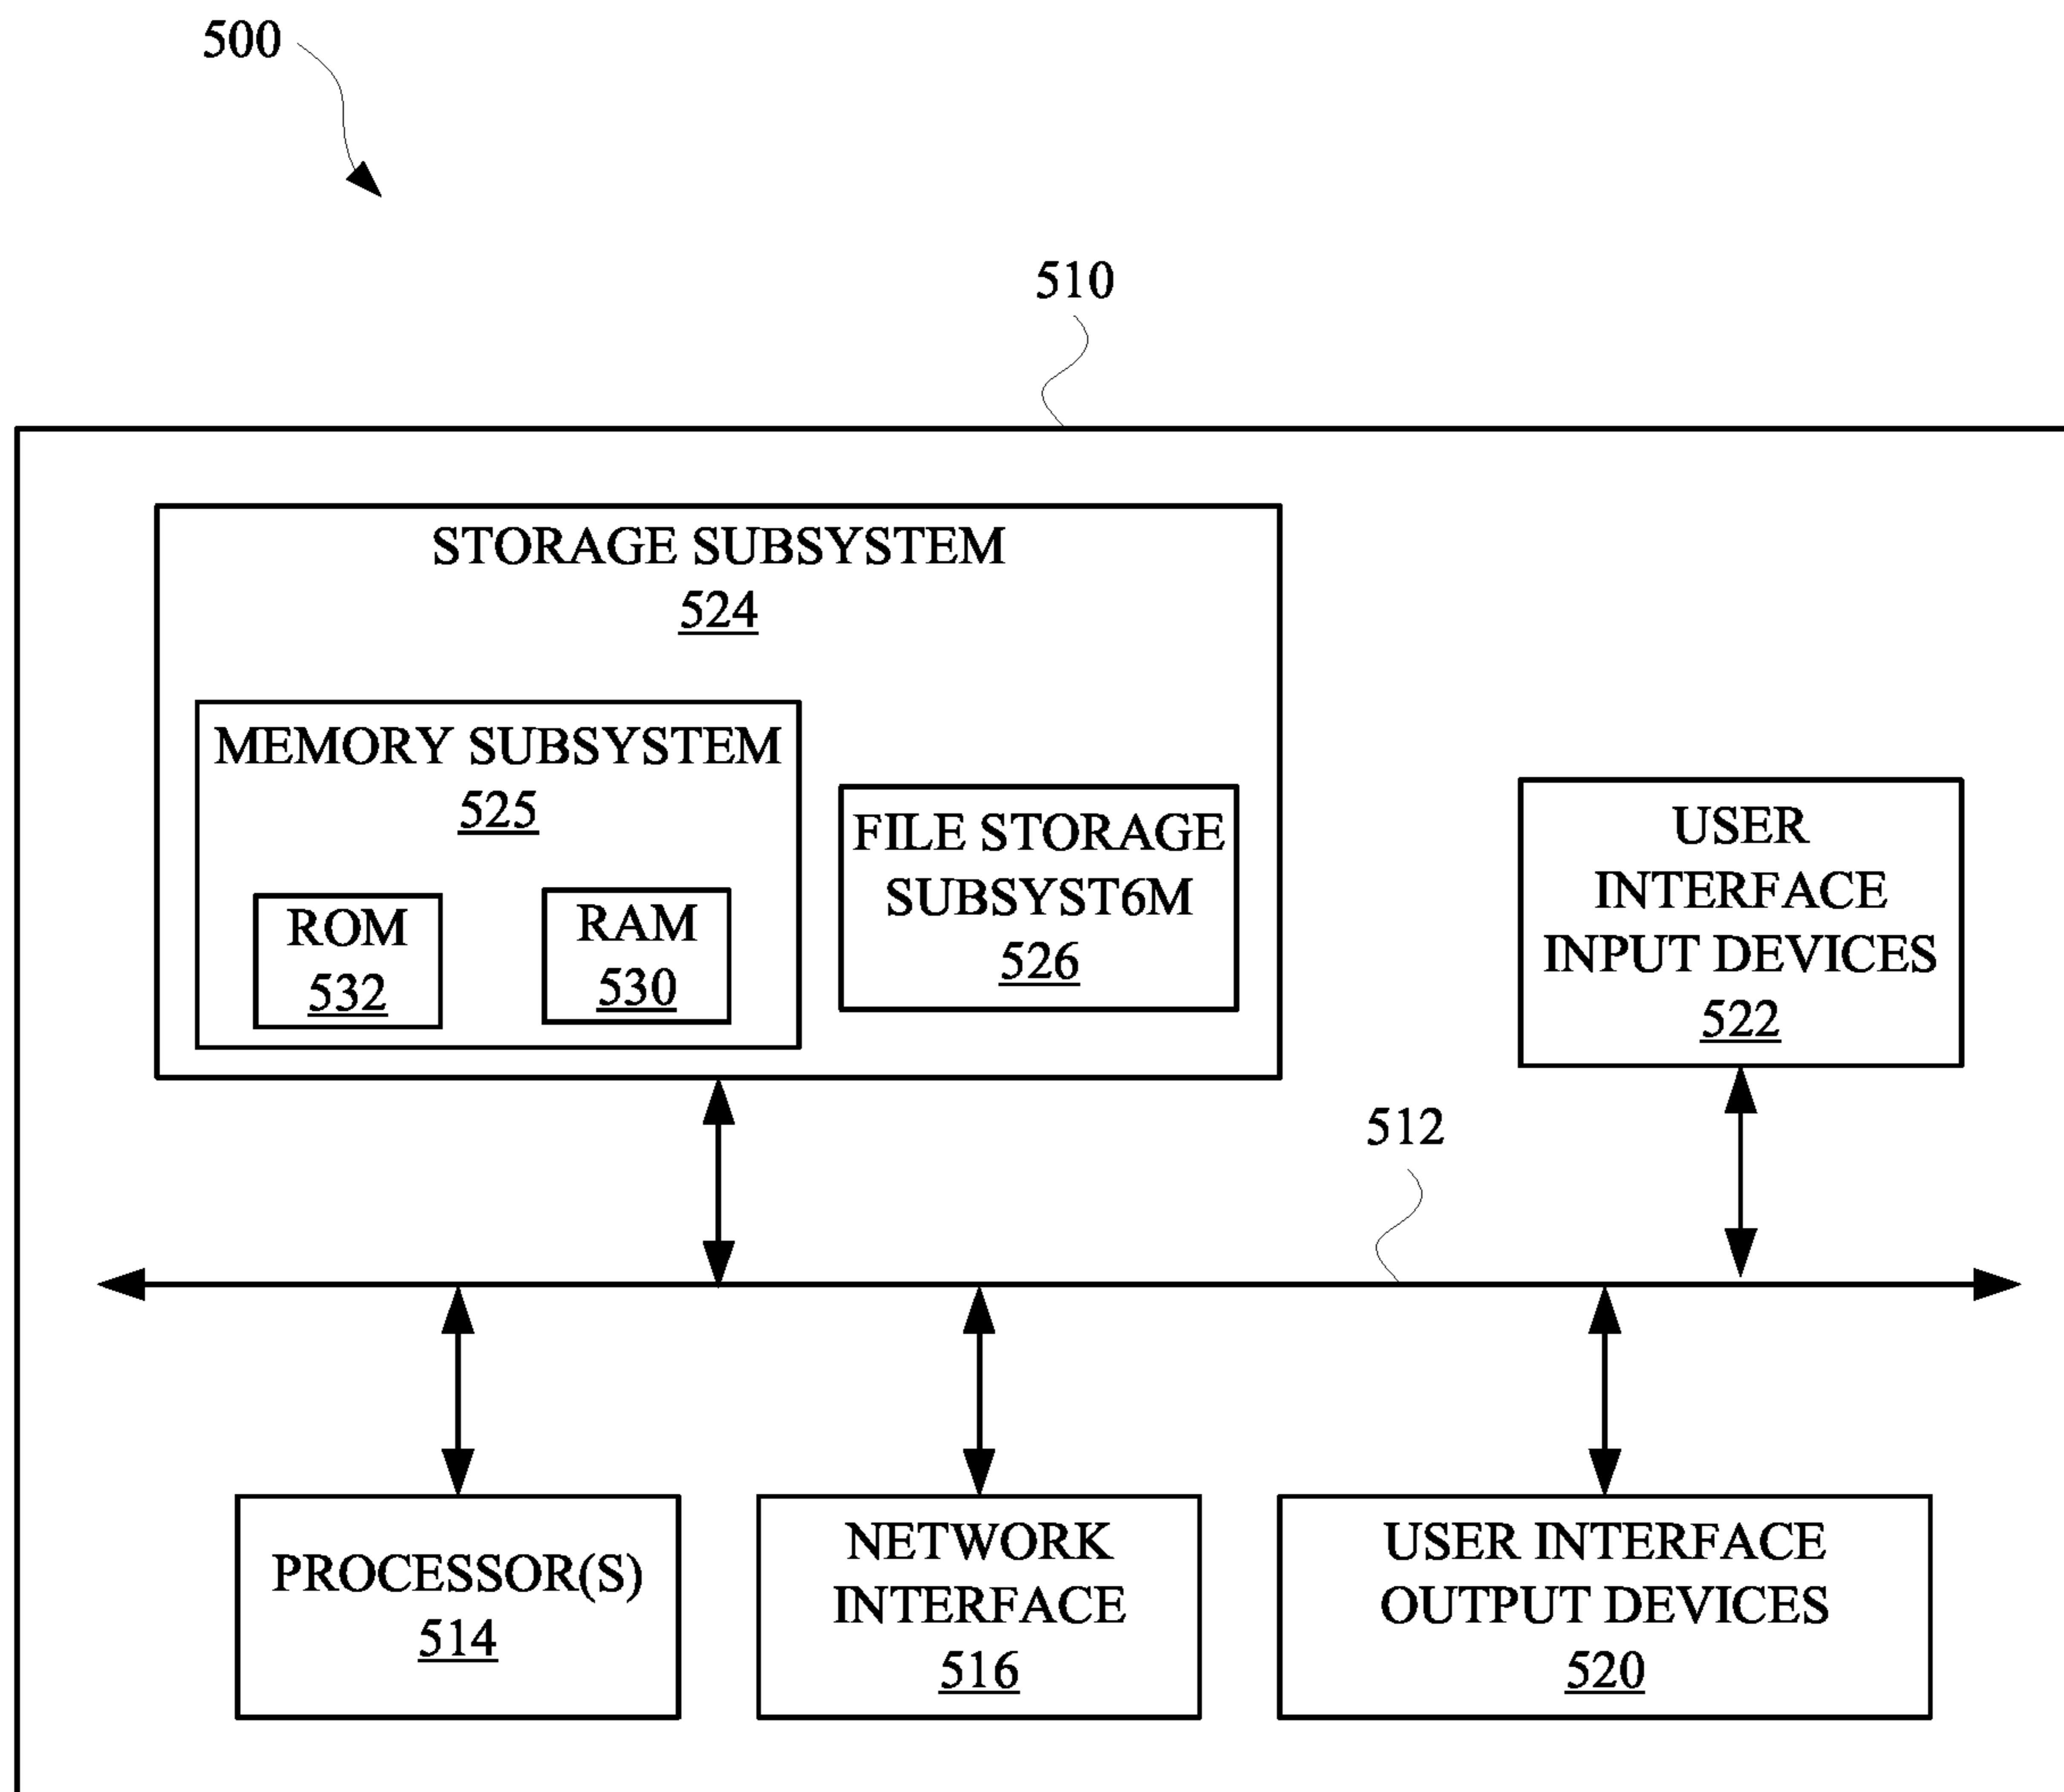 500
510
STORAGE SUBSYSTEM
524
MEMORY SUBSYSTEM
525
ROM
532
RAM
530
FILE STORAGE
SUBSYST6M
526
USER
INTERFACE
INPUT DEVICES
522
512
PROCESSOR(S)
514
NETWORK
INTERFACE
516
USER INTERFACE
OUTPUT DEVICES
520